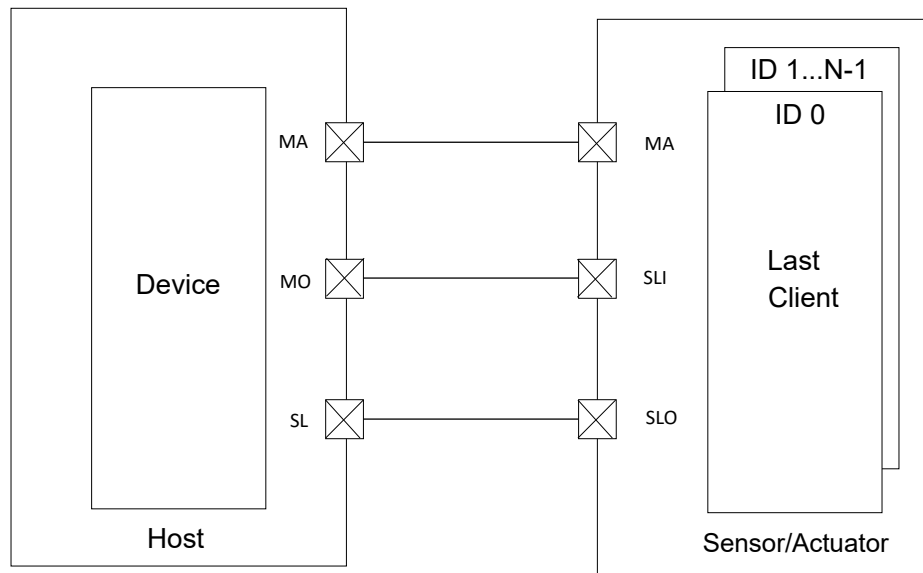 ID 1...N-1
ID 0
MA
MA
Device
MO
SLI
Last
Client
SL
SLO
Host
Sensor/Actuator